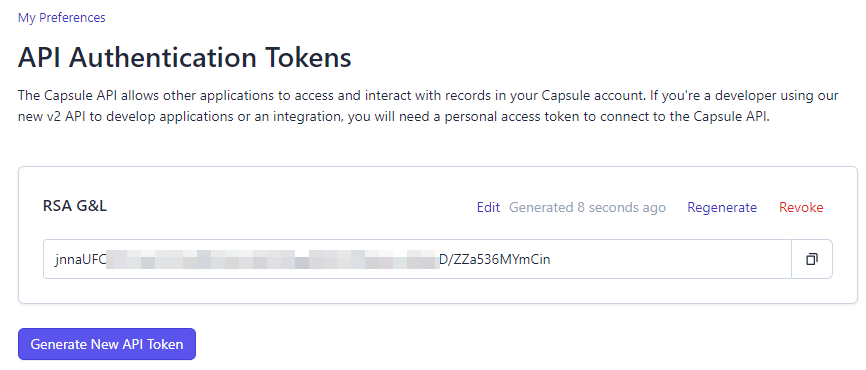 My Preferences
API Authentication Tokens
The Capsule API allows other applications to access and interact with records in your Capsule account. If you're a developer using our
new v2 API to develop applications or an integration, you will need a personal access token to connect to the Capsule API.
RSA G&L
Edit Generated 8 seconds ago Regenerate Revoke
jnnaUFC D/ZZa536MYmCin
Generate New API Token